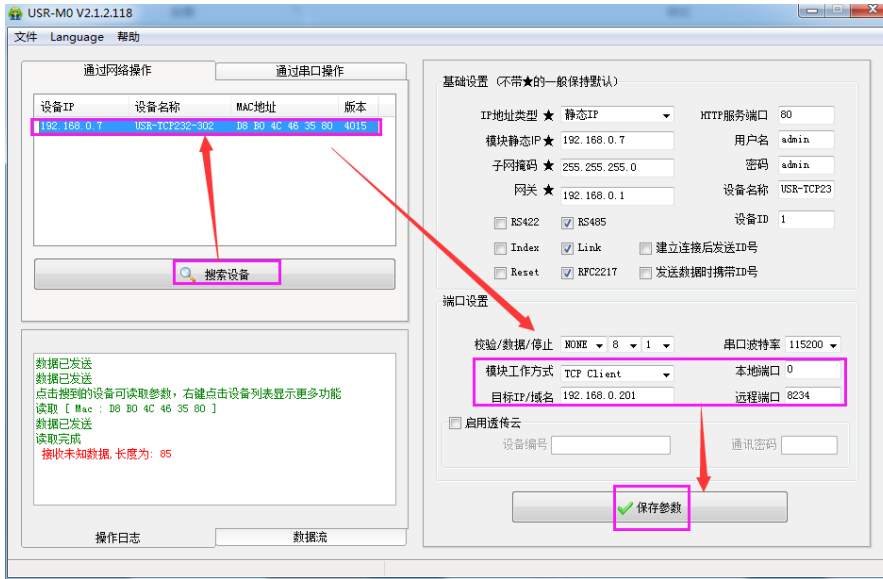 USR-M0 V2.1.2.118
文件 Language 帮助
通过网络操作 通过串口操作
设备IP 设备名称 MAC地址 版本
192.168.0.7 USR-TCP232-302 D8 B0 4C 46 35 80 4015
搜索设备
数据已发送
数据已发送
点击搜到的设备可读取参数，右键点击设备列表显示更多功能
读取 [ Mac : D8 B0 4C 46 35 80 ]
数据已发送
读取完成
接收未知数据,长度为: 85
操作日志 数据流
基础设置 (不带★的一般保持默认)
IP地址类型 ★ 静态IP HTTP服务端口 80
模块静态IP★ 192.168.0.7 用户名 admin
子网掩码 ★ 255.255.255.0 密码 admin
网关 ★ 192.168.0.1 设备名称 USR-TCP23
RS422 RS485 设备ID 1
Index Link 建立连接后发送ID号
Reset RFC2217 发送数据时携带ID号
端口设置
校验/数据/停止 NONE 8 1 串口波特率 115200
模块工作方式 TCP Client 本地端口 0
目标IP/域名 192.168.0.201 远程端口 8234
启用透传云
设备编号 通讯密码
保存参数